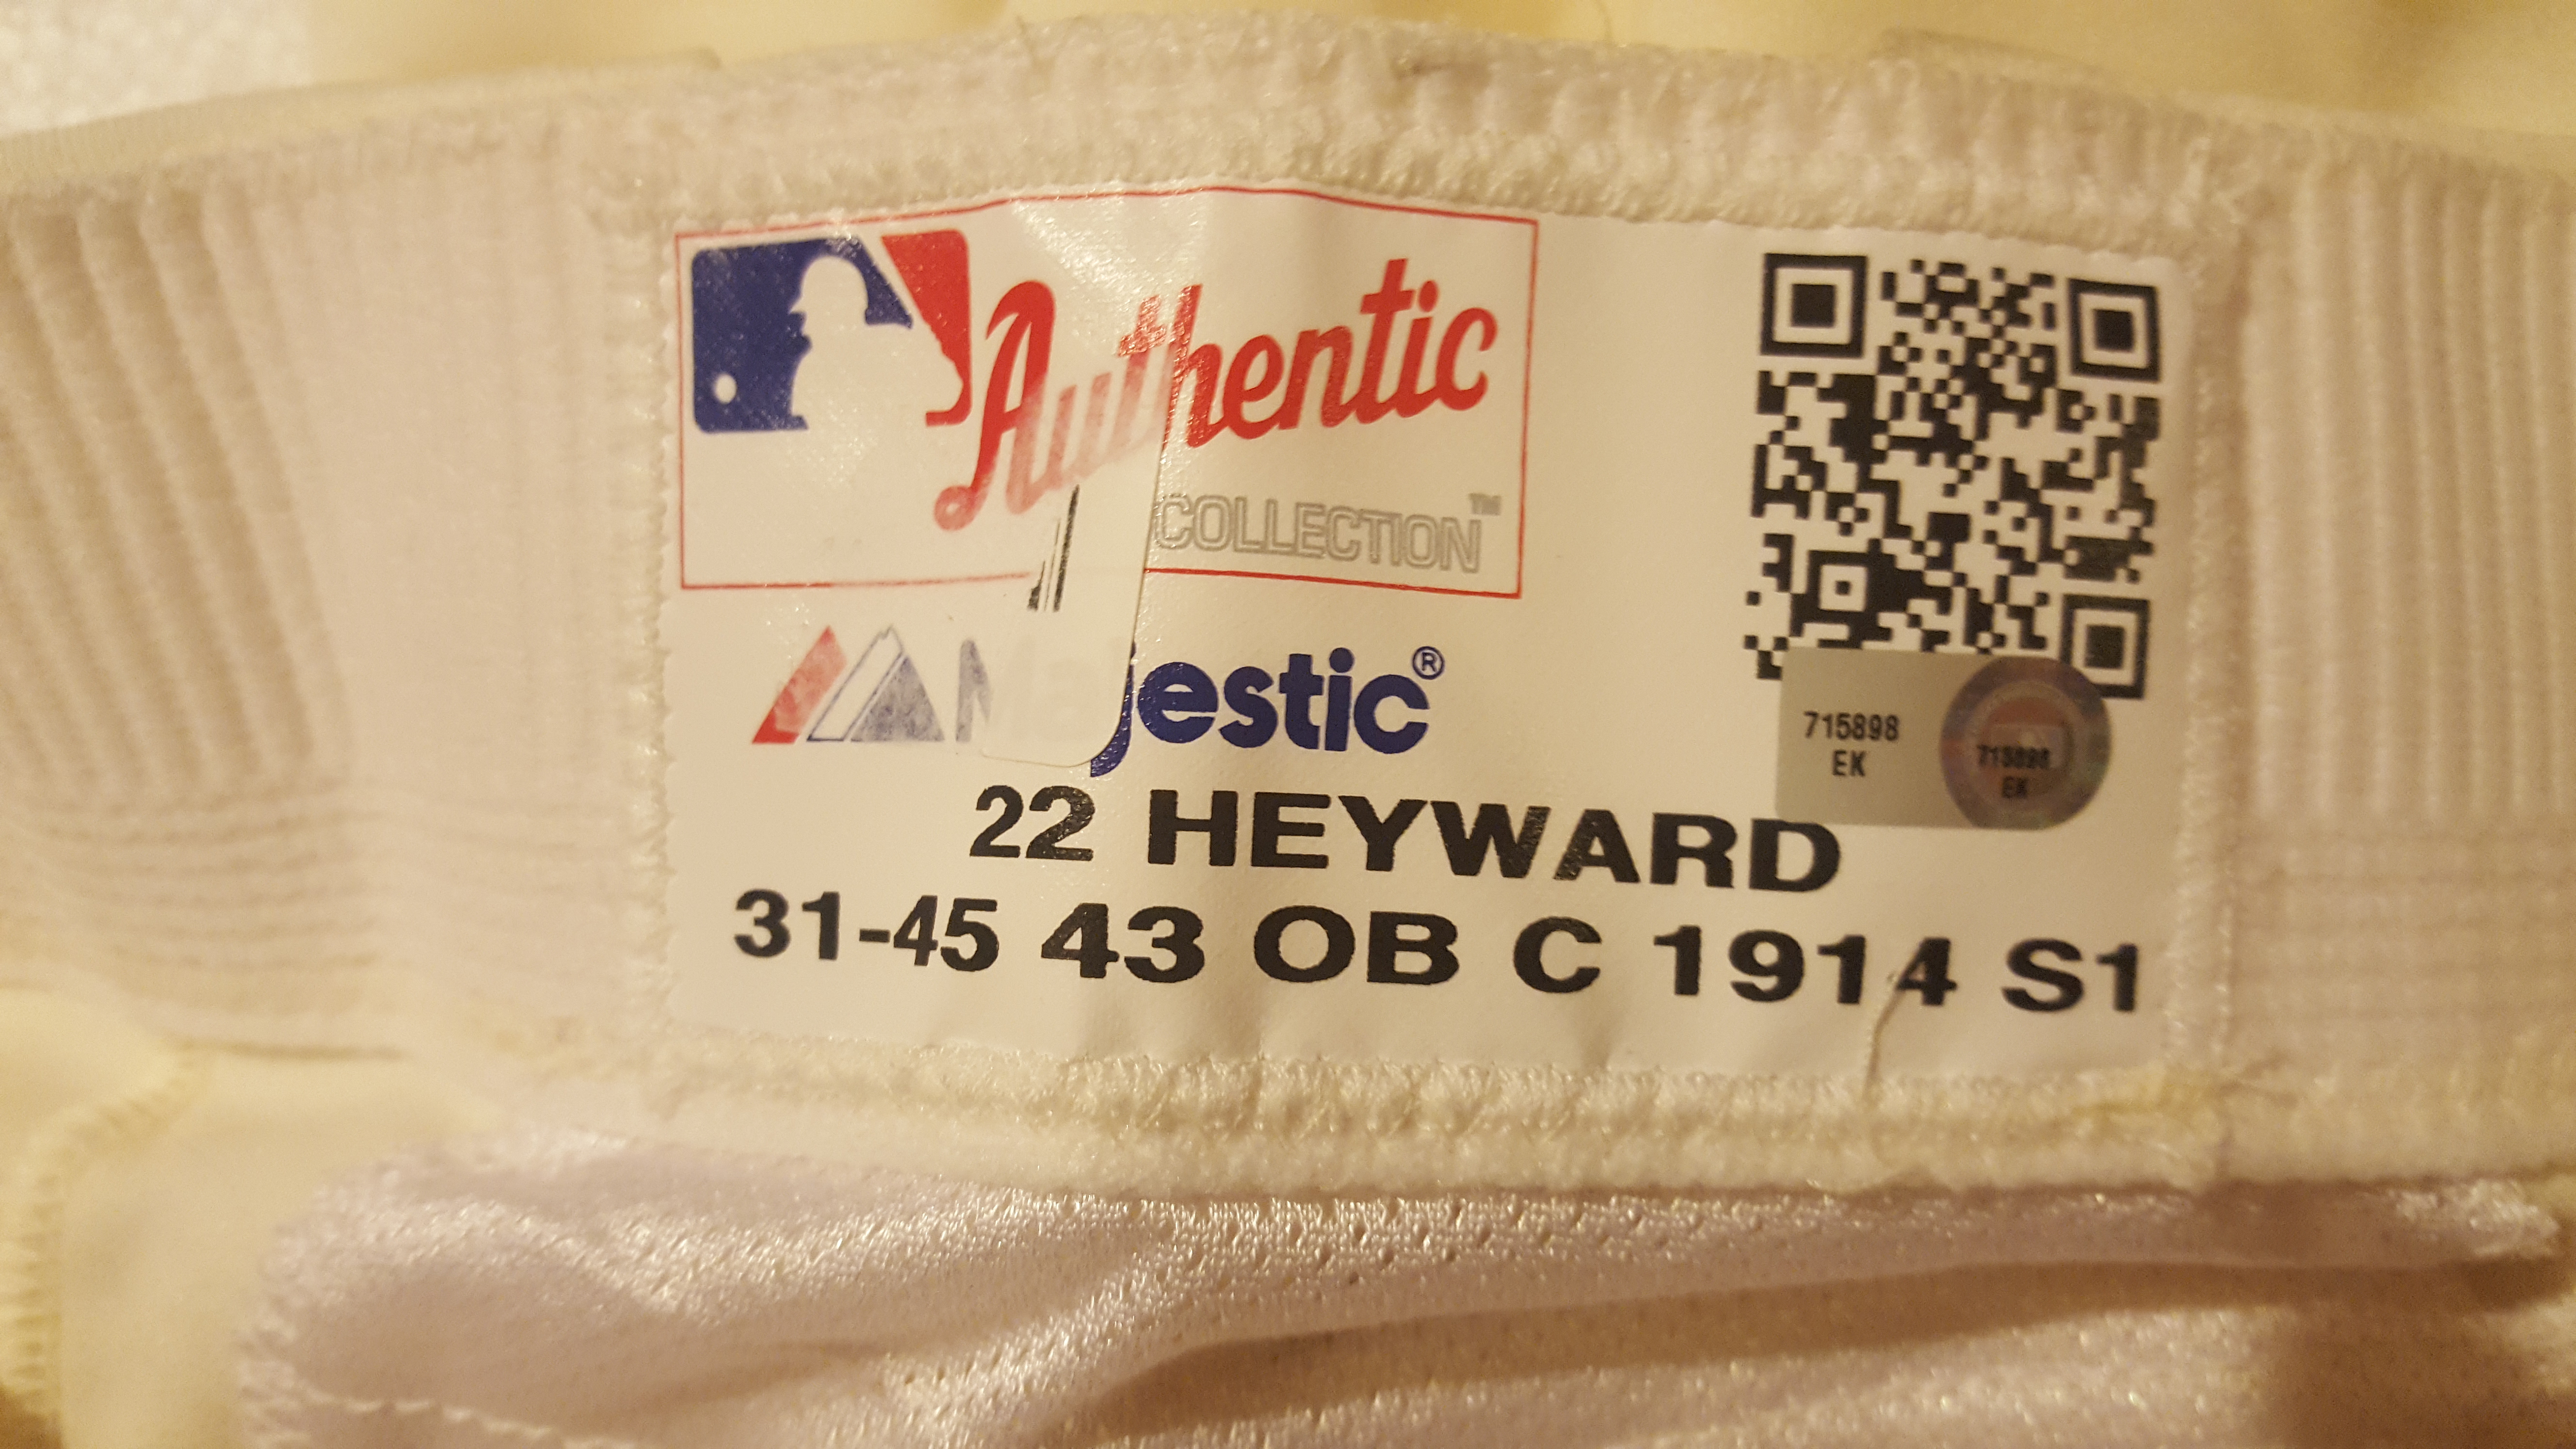 Authentic
COLLECTION™
Majestic®
715898
EK
715898
EK
22 HEYWARD
31-45 43 OB C 1914 S1